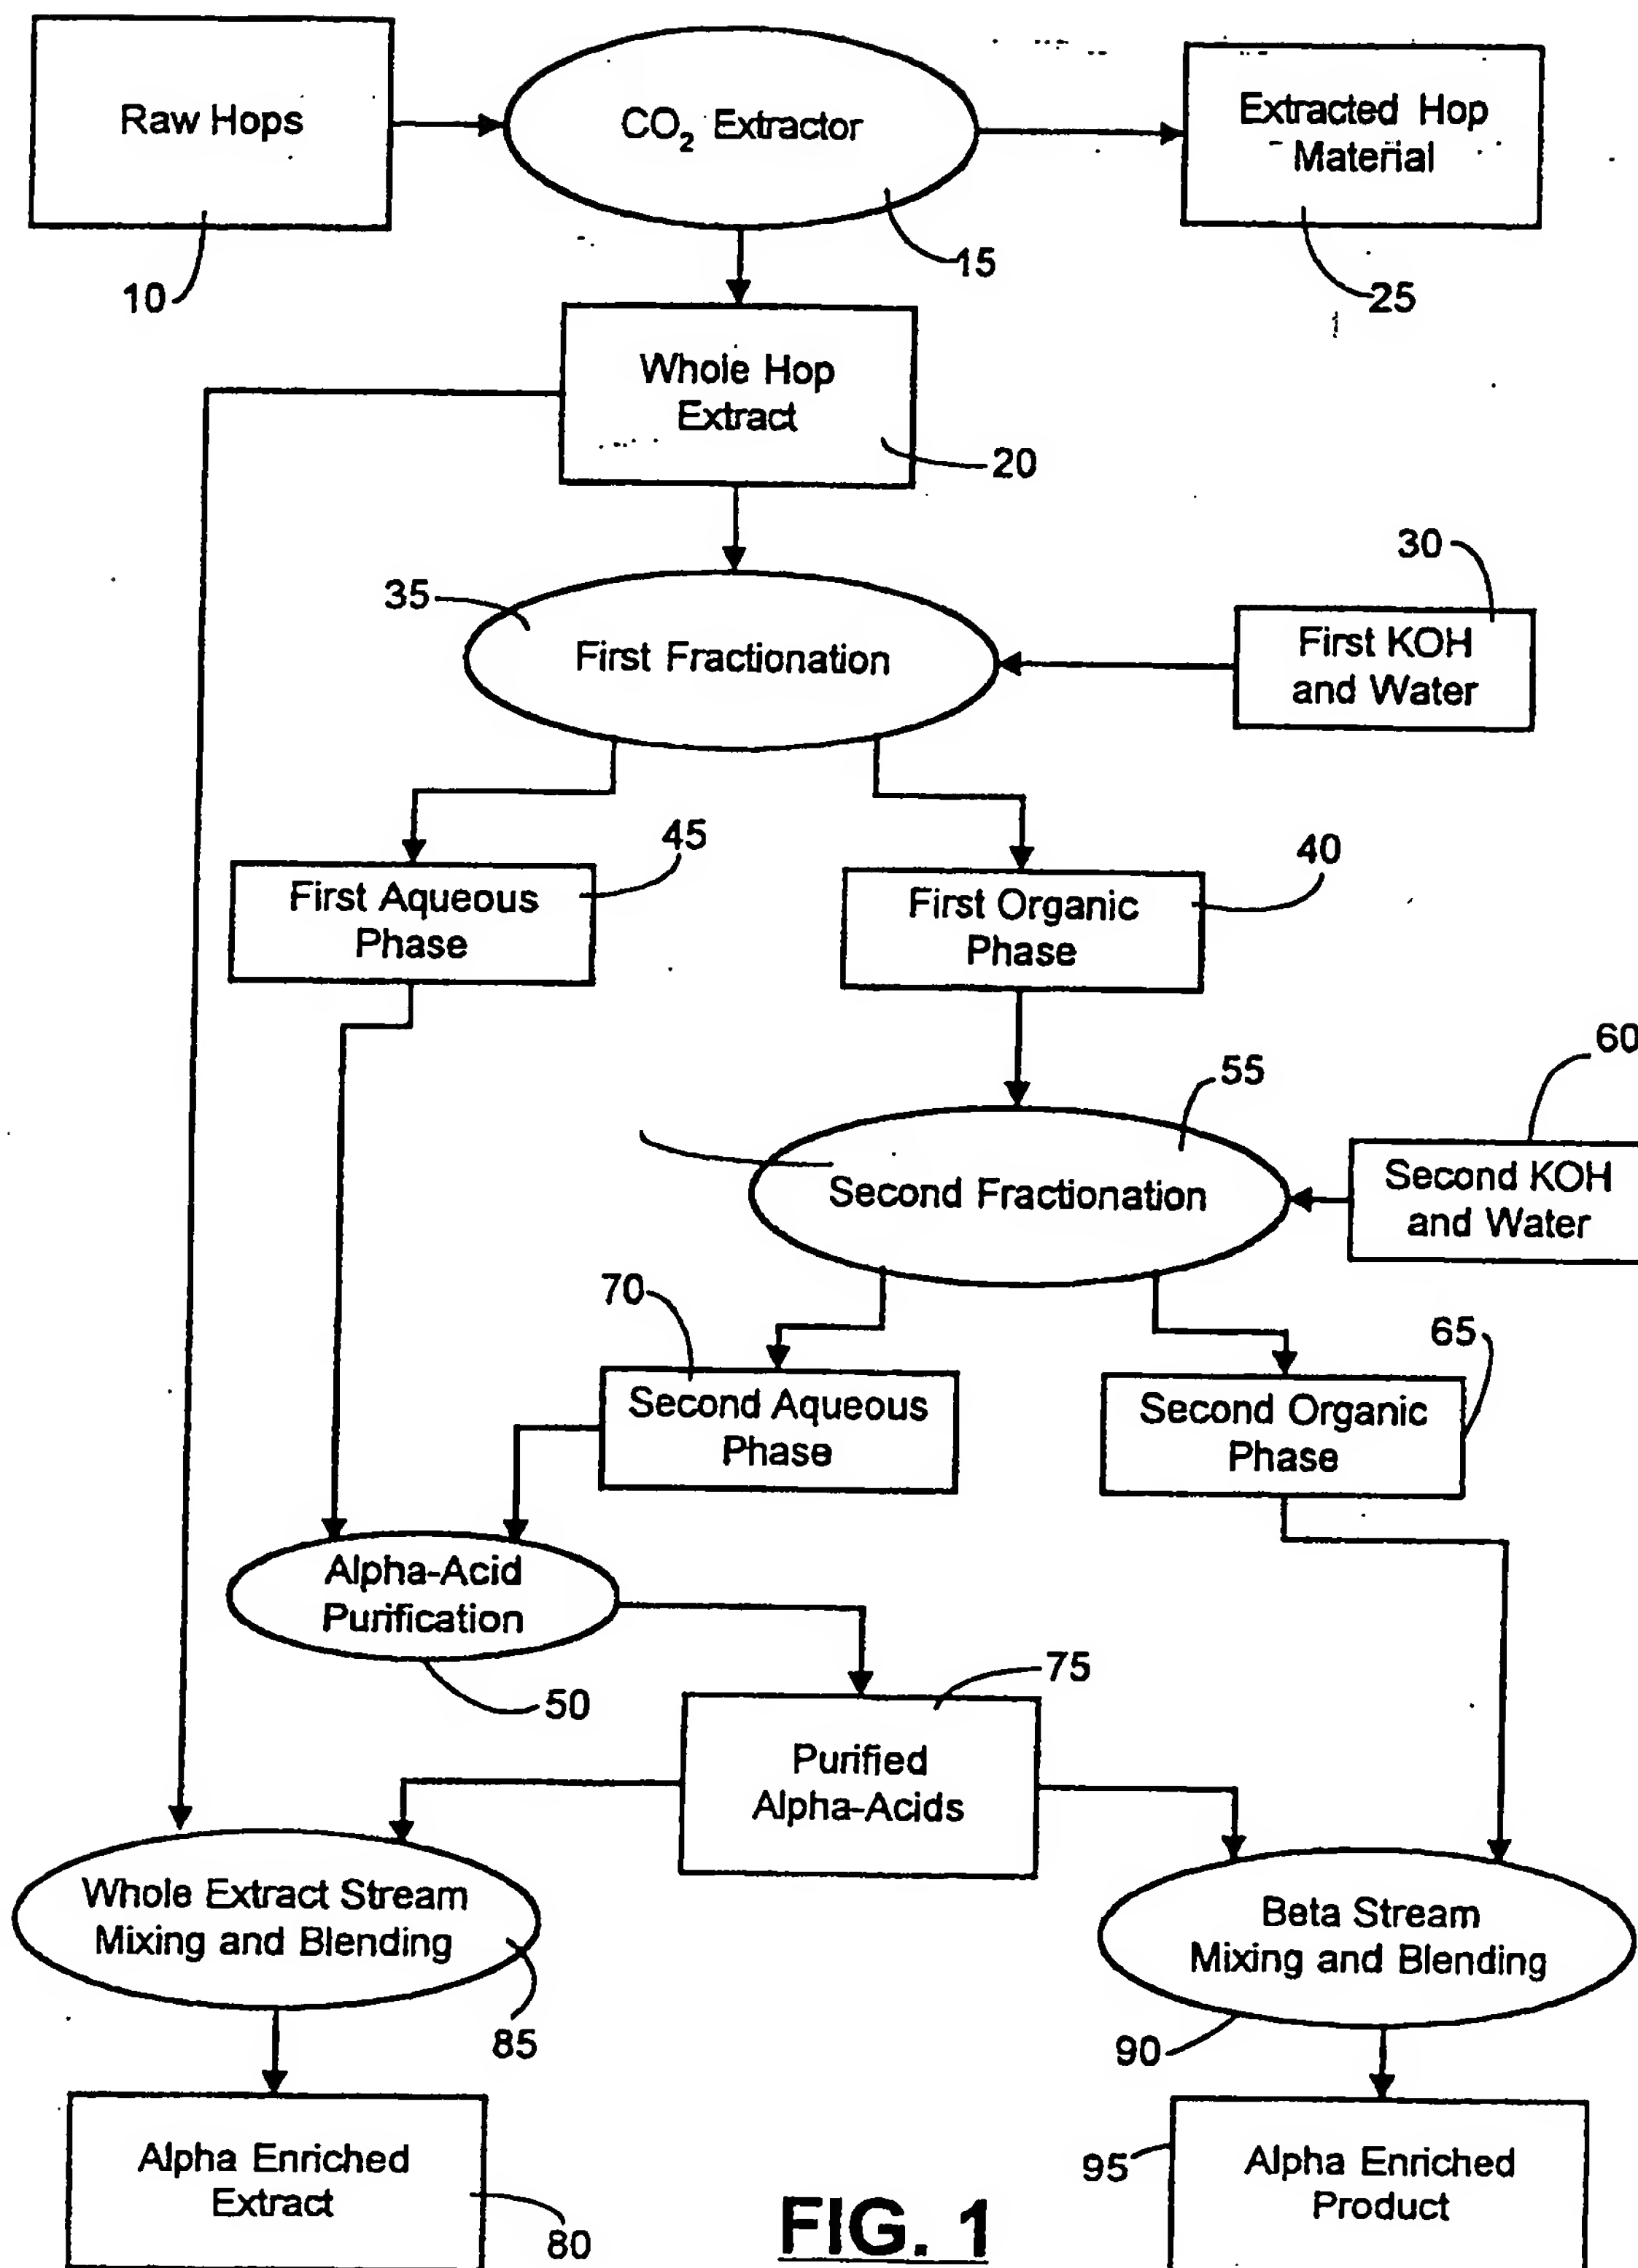 Raw Hops
CO₂ Extractor
Extracted Hop
Material
10
15
25
Whole Hop
Extract
20
30
35
First Fractionation
First KOH
and Water
45
40
First Aqueous
Phase
First Organic
Phase
60
55
Second Fractionation
Second KOH
and Water
70
65
Second Aqueous
Phase
Second Organic
Phase
Alpha-Acid
Purification
50
75
Purified
Alpha-Acids
Whole Extract Stream
Mixing and Blending
Beta Stream
Mixing and Blending
85
90
Alpha Enriched
Extract
80
95
Alpha Enriched
Product
FIG. 1